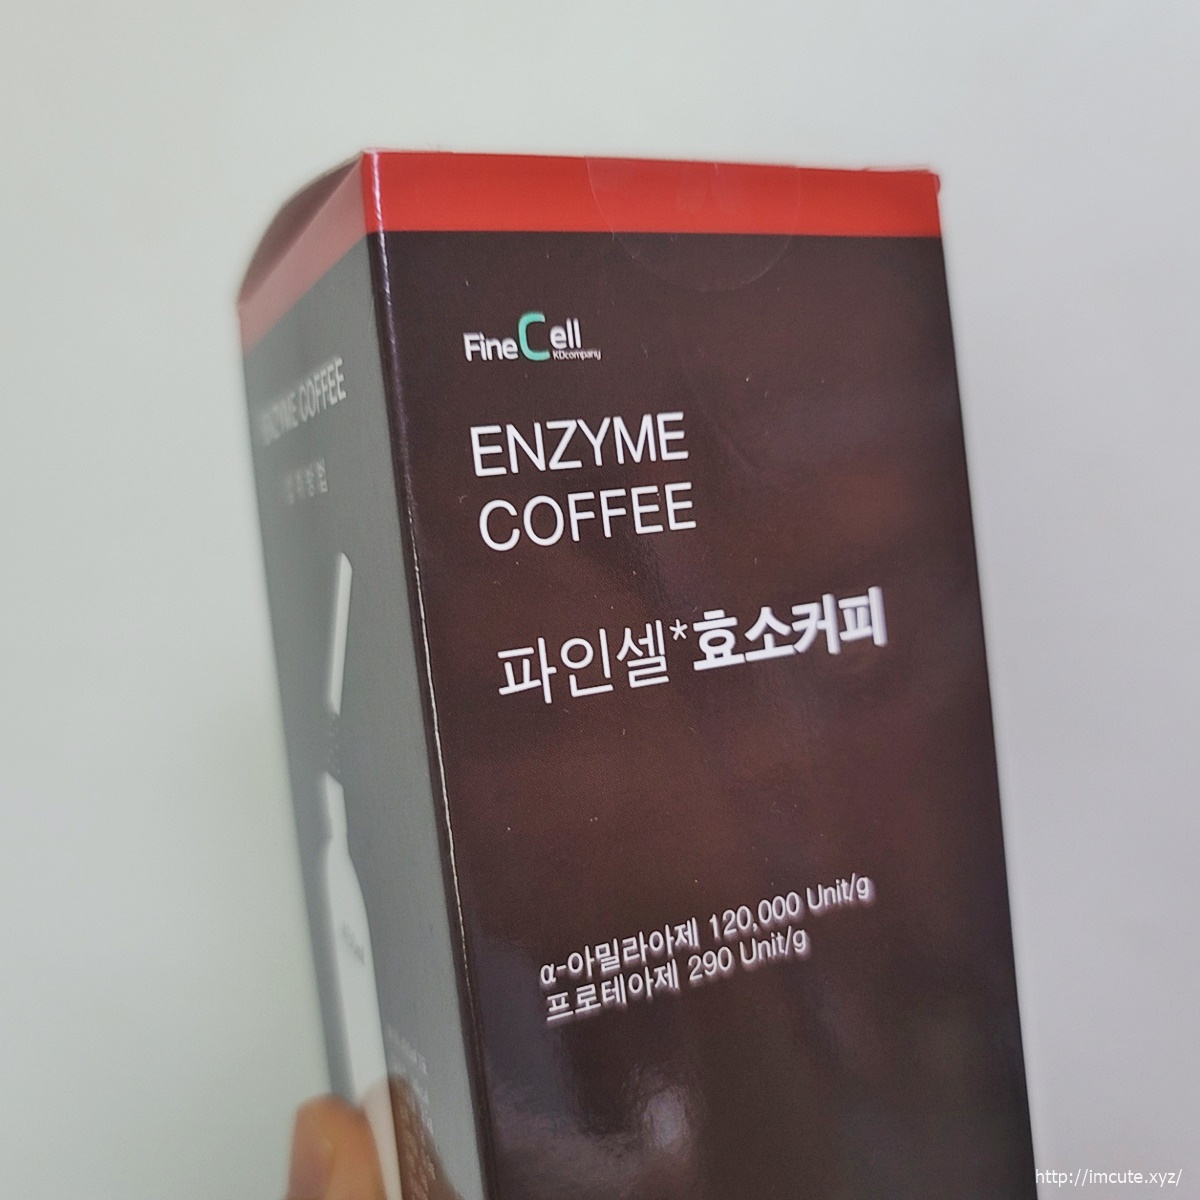 FineCell
KDcompany
ENZYME
COFFEE
파인셀*효소커피
α-아밀라아제 120,000 Unit/g
프로테아제 290 Unit/g
ENZYME COFFEE
http://imcute.xyz/